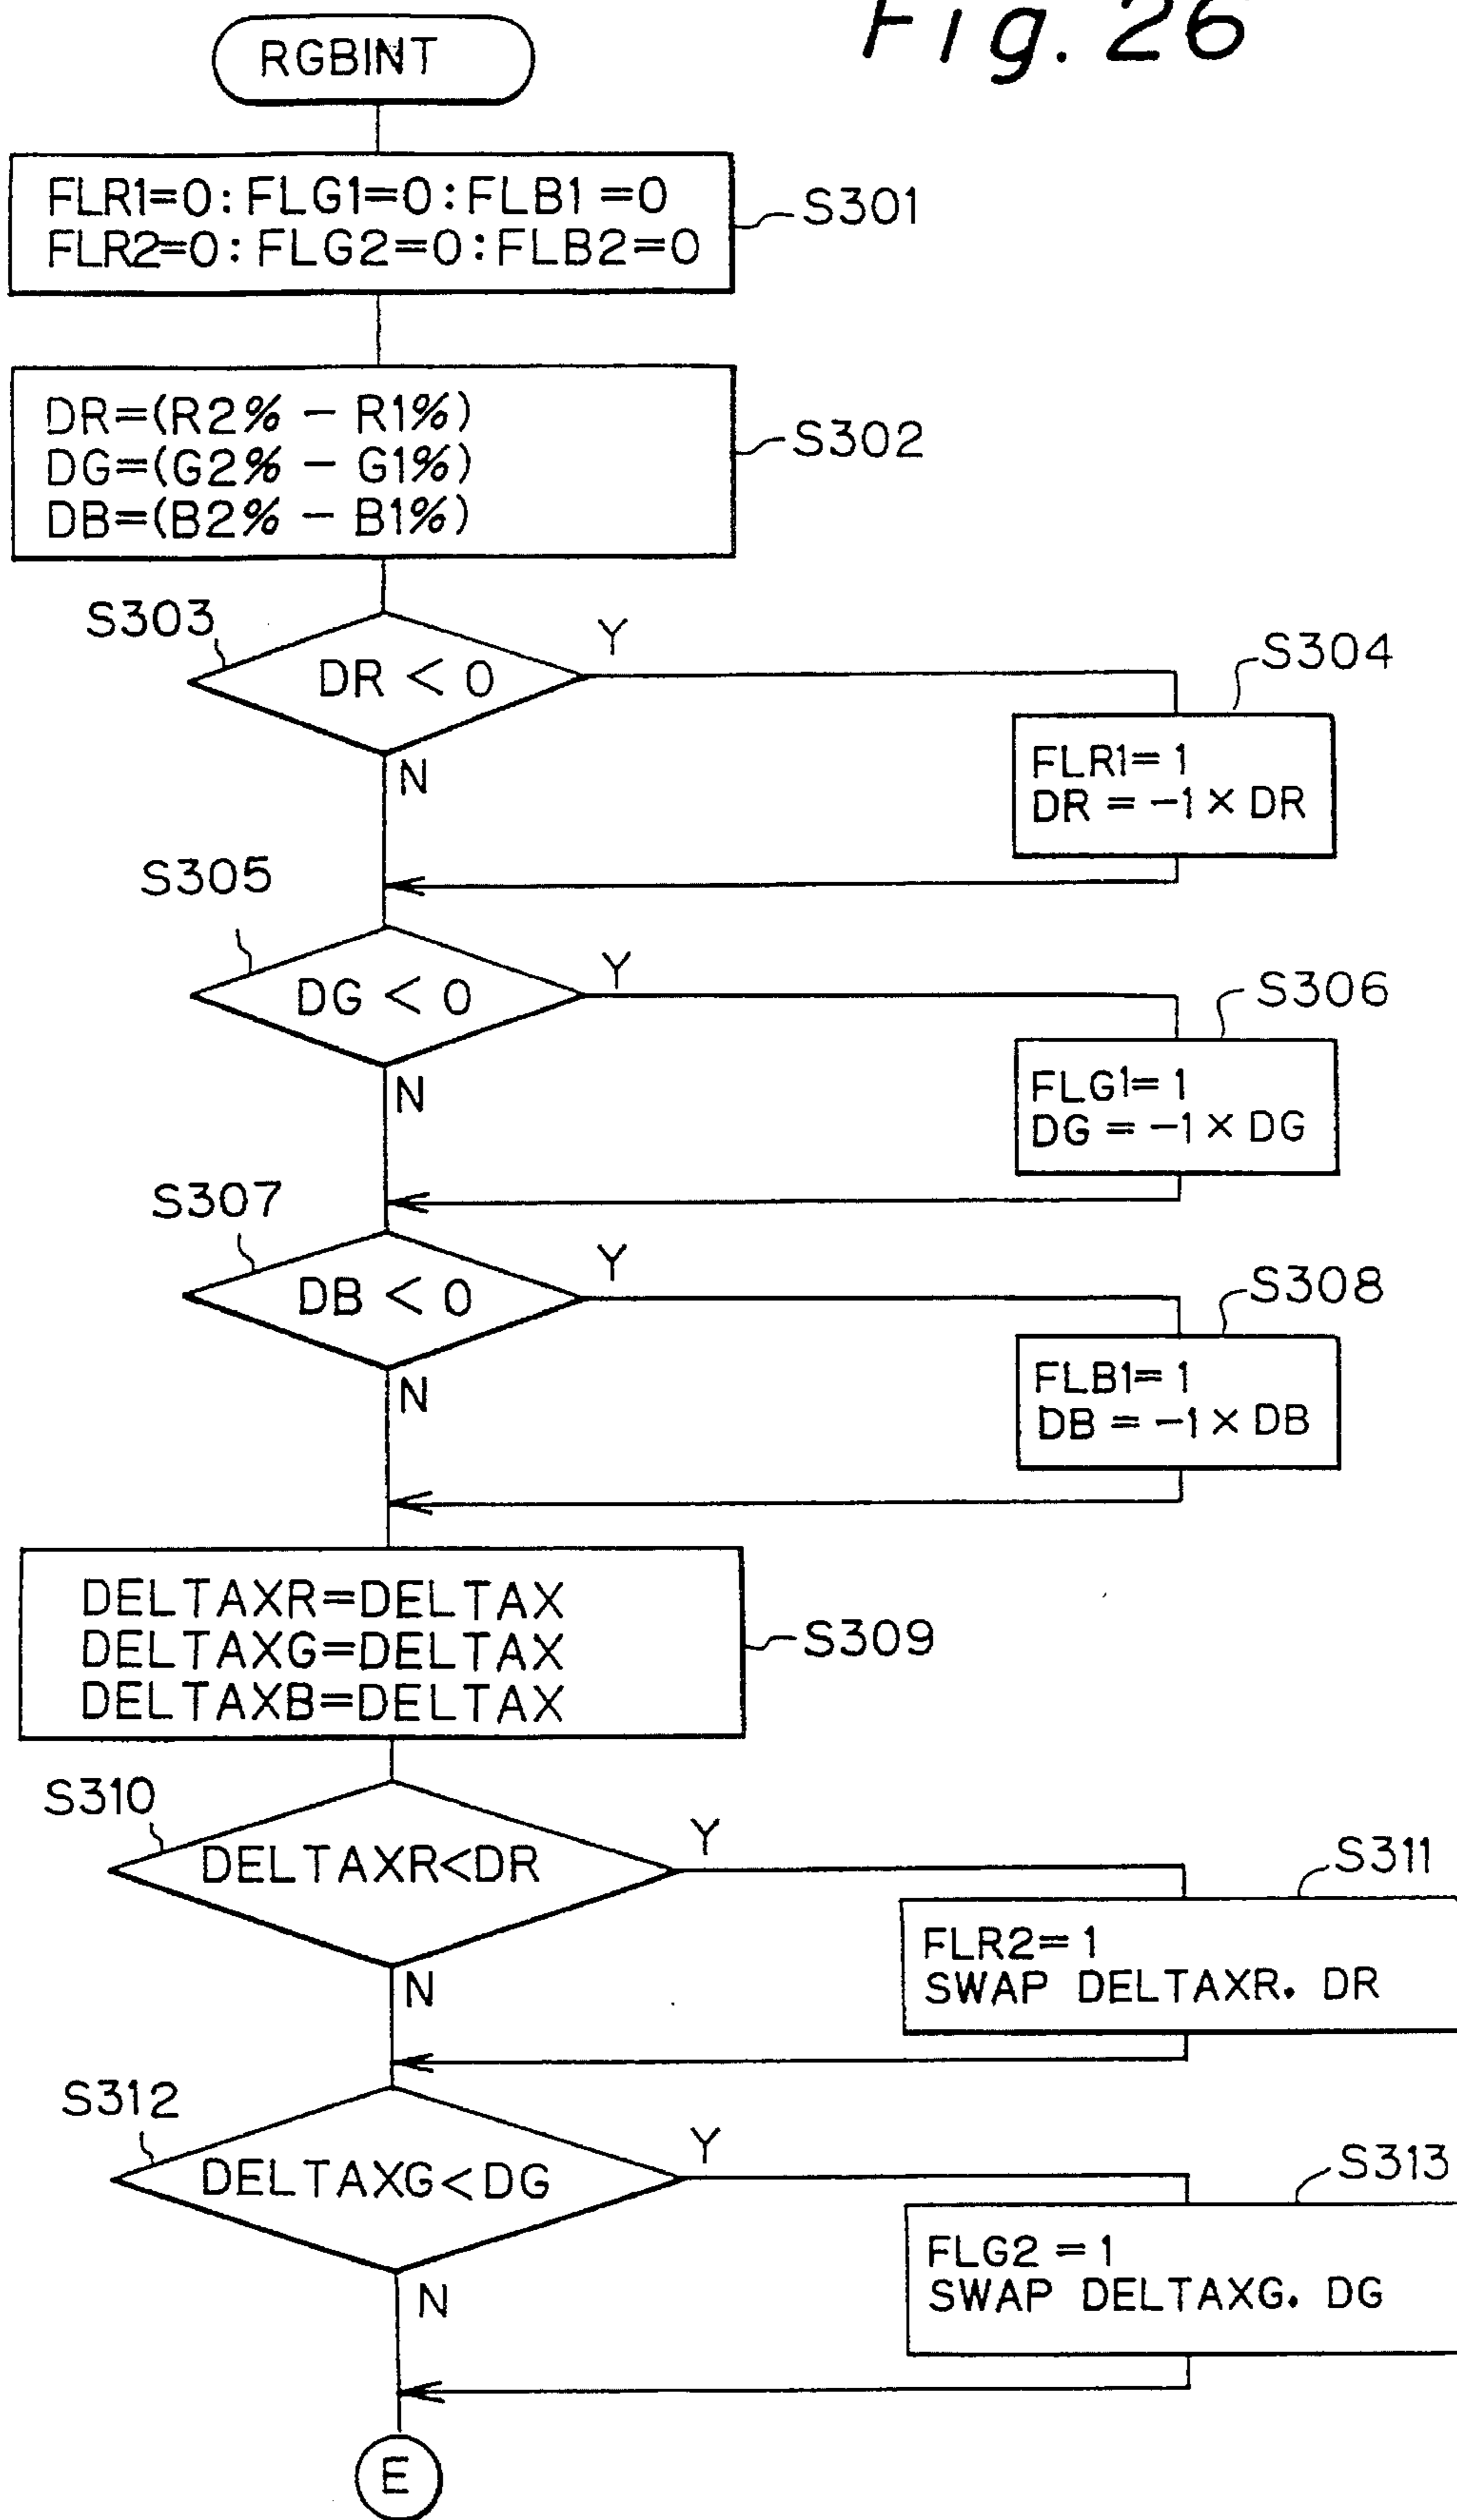 Fig. 26
RGBINT
FLR1=0:FLG1=0:FLB1=0
FLR2=0:FLG2=0:FLB2=0
S301
DR=(R2% - R1%)
DG=(G2% - G1%)
DB=(B2% - B1%)
S302
S303
DR < 0
Y
N
S304
FLR1=1
DR = -1 × DR
S305
DG < 0
Y
N
S306
FLG1=1
DG = -1 × DG
S307
DB < 0
Y
N
S308
FLB1=1
DB = -1 × DB
DELTAXR=DELTAX
DELTAXG=DELTAX
DELTAXB=DELTAX
S309
S310
DELTAXR<DR
Y
N
S311
FLR2=1
SWAP DELTAXR. DR
S312
DELTAXG<DG
Y
N
S313
FLG2=1
SWAP DELTAXG. DG
E